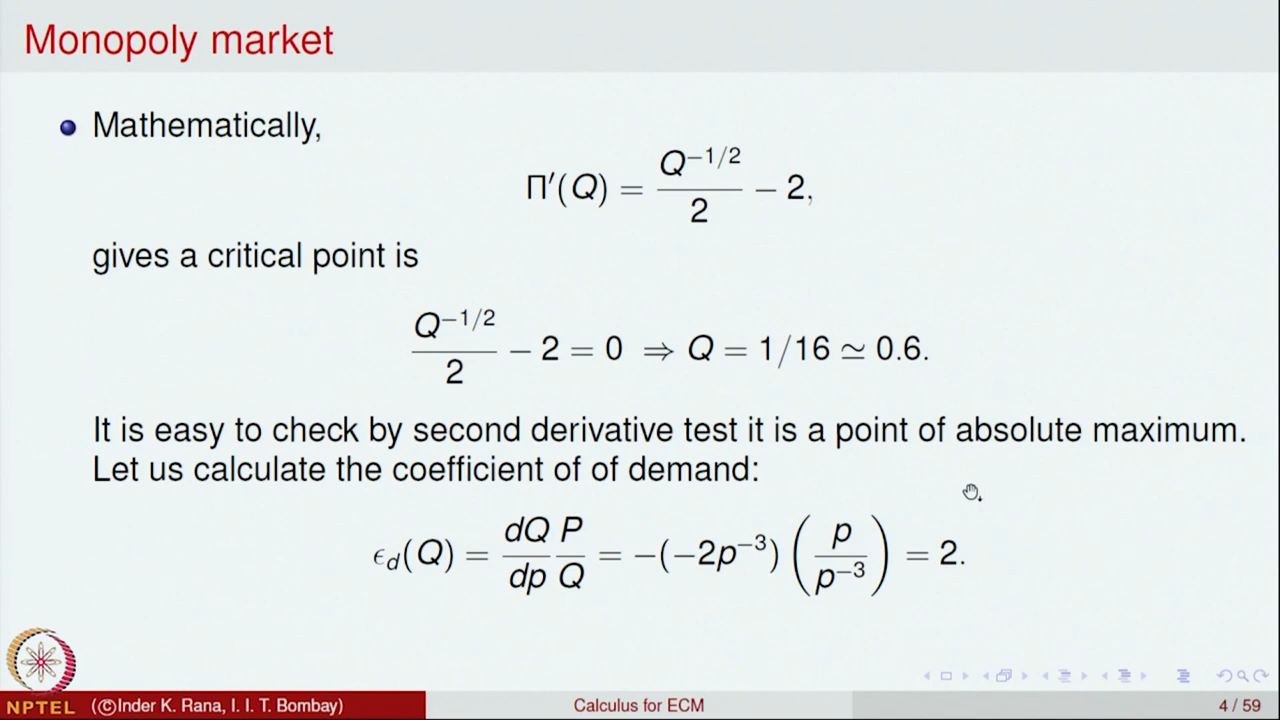 Monopoly market
Mathematically,
Π′(Q) = Q^{−1/2}/2 − 2,
gives a critical point is
Q^{−1/2}/2 − 2 = 0 ⇒ Q = 1/16 ≃ 0.6.
It is easy to check by second derivative test it is a point of absolute maximum.
Let us calculate the coefficient of of demand:
ϵ_d(Q) = dQ/dp P/Q = −(−2p^{−3}) (p/p^{−3}) = 2.
NPTEL (©Inder K. Rana, I. I. T. Bombay) Calculus for ECM 4 / 59